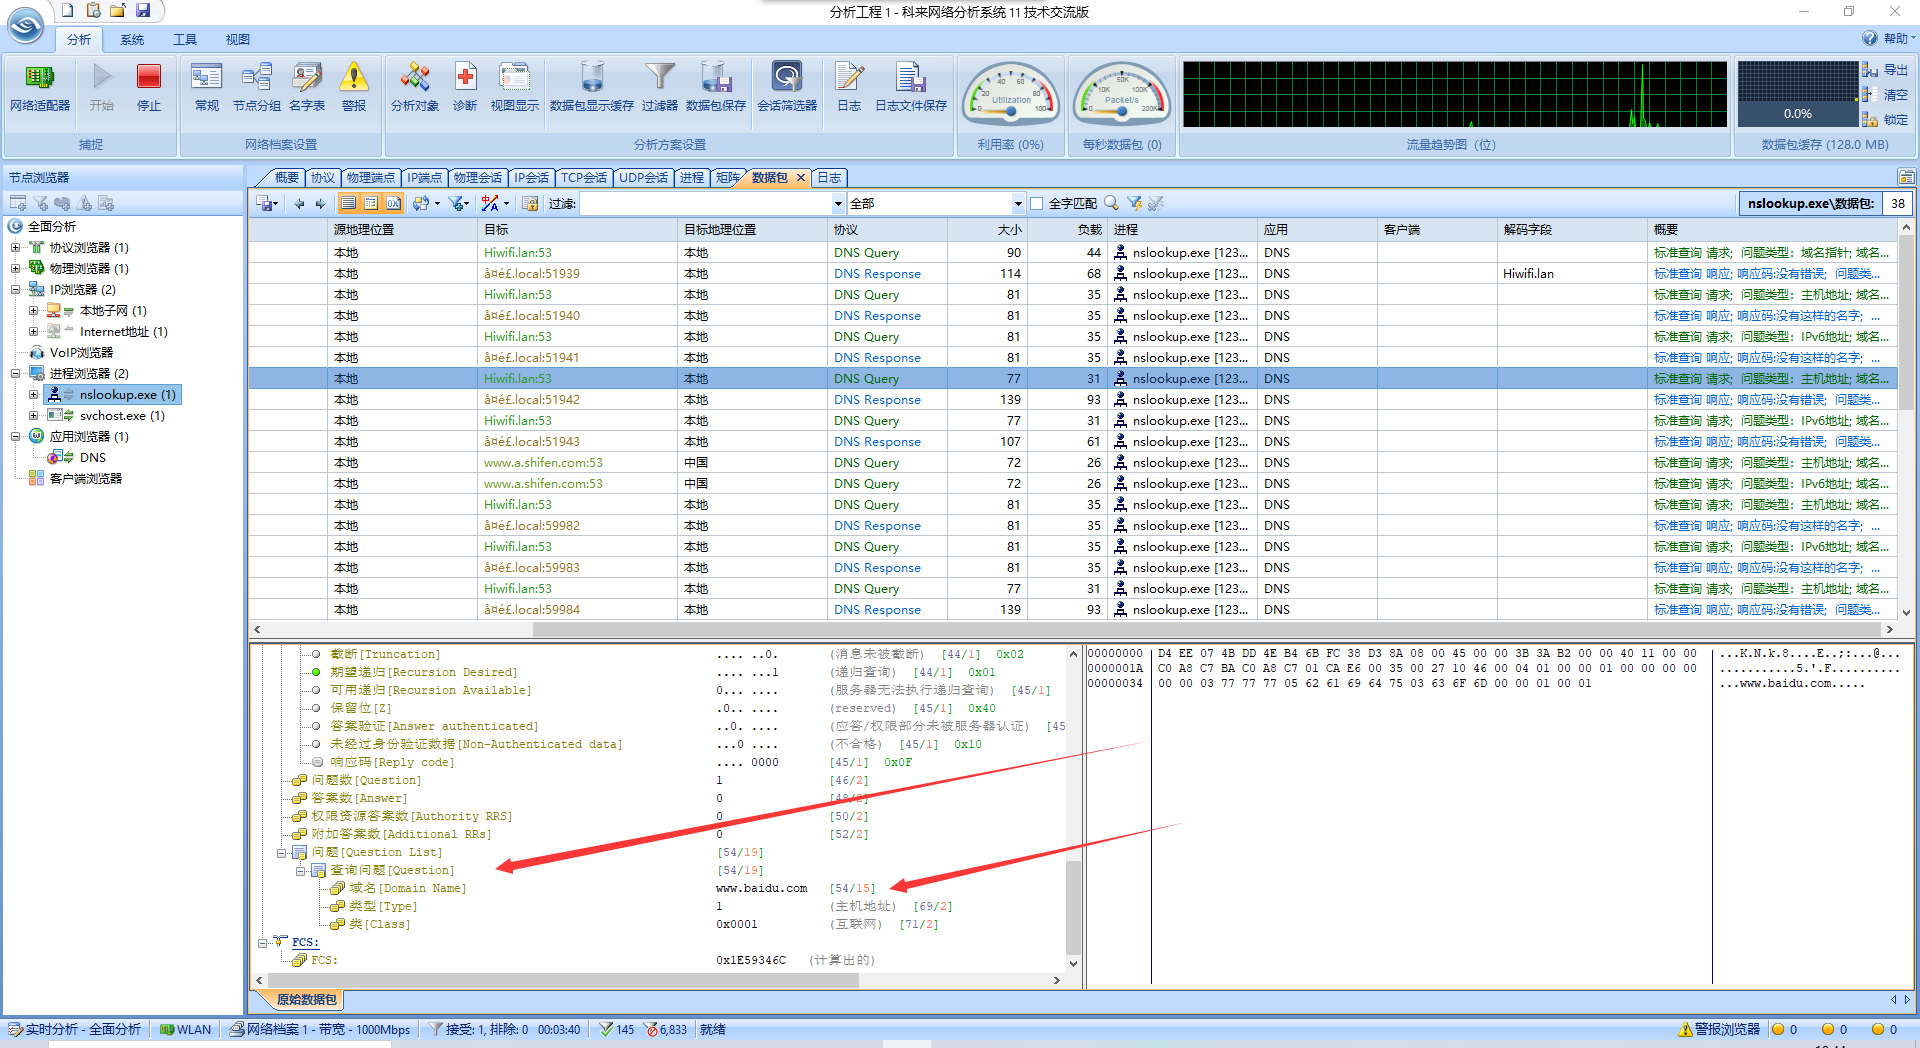 分析工程 1 - 科来网络分析系统 11 技术交流版
分析 系统 工具 视图 帮助
网络适配器 开始 停止 常规 节点分组 名字表 警报 分析对象 诊断 视图显示 数据包显示缓存 过滤器 数据包保存 会话筛选器 日志 日志文件保存
导出
清空
锁定
Utilization 0 20 40 60 80 100
Packet/s 0 10K 50K 100K 200K
0.0%
捕捉 网络档案设置 分析方案设置 利用率 (0%) 每秒数据包 (0) 流量趋势图 (位) 数据包缓存 (128.0 MB)
节点浏览器
全面分析
协议浏览器 (1)
物理浏览器 (1)
IP浏览器 (2)
本地子网 (1)
Internet地址 (1)
VoIP浏览器
进程浏览器 (2)
nslookup.exe (1)
svchost.exe (1)
应用浏览器 (1)
DNS
客户端浏览器
概要 协议 物理端点 IP端点 物理会话 IP会话 TCP会话 UDP会话 进程 矩阵 数据包 日志
过滤: 全部 全字匹配 nslookup.exe\数据包: 38
源地理位置 目标 目标地理位置 协议 大小 负载 进程 应用 客户端 解码字段 概要
本地 Hiwifi.lan:53 本地 DNS Query 90 44 nslookup.exe [123... DNS 标准查询 请求; 问题类型: 域名指针; 域名...
本地 å¤é£.local:51939 本地 DNS Response 114 68 nslookup.exe [123... DNS Hiwifi.lan 标准查询 响应; 响应码:没有错误; 问题类...
本地 Hiwifi.lan:53 本地 DNS Query 81 35 nslookup.exe [123... DNS 标准查询 请求; 问题类型: 主机地址; 域名...
本地 å¤é£.local:51940 本地 DNS Response 81 35 nslookup.exe [123... DNS 标准查询 响应; 响应码:没有这样的名字; ...
本地 Hiwifi.lan:53 本地 DNS Query 81 35 nslookup.exe [123... DNS 标准查询 请求; 问题类型: IPv6地址; 域名...
本地 å¤é£.local:51941 本地 DNS Response 81 35 nslookup.exe [123... DNS 标准查询 响应; 响应码:没有这样的名字; ...
本地 Hiwifi.lan:53 本地 DNS Query 77 31 nslookup.exe [123... DNS 标准查询 请求; 问题类型: 主机地址; 域名...
本地 å¤é£.local:51942 本地 DNS Response 139 93 nslookup.exe [123... DNS 标准查询 响应; 响应码:没有错误; 问题类...
本地 Hiwifi.lan:53 本地 DNS Query 77 31 nslookup.exe [123... DNS 标准查询 请求; 问题类型: IPv6地址; 域名...
本地 å¤é£.local:51943 本地 DNS Response 107 61 nslookup.exe [123... DNS 标准查询 响应; 响应码:没有错误; 问题类...
本地 www.a.shifen.com:53 中国 DNS Query 72 26 nslookup.exe [123... DNS 标准查询 请求; 问题类型: 主机地址; 域名...
本地 www.a.shifen.com:53 中国 DNS Query 72 26 nslookup.exe [123... DNS 标准查询 请求; 问题类型: IPv6地址; 域名...
本地 Hiwifi.lan:53 本地 DNS Query 81 35 nslookup.exe [123... DNS 标准查询 请求; 问题类型: 主机地址; 域名...
本地 å¤é£.local:59982 本地 DNS Response 81 35 nslookup.exe [123... DNS 标准查询 响应; 响应码:没有这样的名字; ...
本地 Hiwifi.lan:53 本地 DNS Query 81 35 nslookup.exe [123... DNS 标准查询 请求; 问题类型: IPv6地址; 域名...
本地 å¤é£.local:59983 本地 DNS Response 81 35 nslookup.exe [123... DNS 标准查询 响应; 响应码:没有这样的名字; ...
本地 Hiwifi.lan:53 本地 DNS Query 77 31 nslookup.exe [123... DNS 标准查询 请求; 问题类型: 主机地址; 域名...
本地 å¤é£.local:59984 本地 DNS Response 139 93 nslookup.exe [123... DNS 标准查询 响应; 响应码:没有错误; 问题类...
截断[Truncation] .... ..0. (消息未被截断) [44/1] 0x02
期望递归[Recursion Desired] .... ...1 (递归查询) [44/1] 0x01
可用递归[Recursion Available] 0... .... (服务器无法执行递归查询) [45/1]
保留位[Z] .0.. .... (reserved) [45/1] 0x40
答案验证[Answer authenticated] ..0. .... (应答/权限部分未被服务器认证) [45
未经过身份验证数据[Non-Authenticated data] ...0 .... (不合格) [45/1] 0x10
响应码[Reply code] .... 0000 [45/1] 0x0F
问题数[Question] 1 [46/2]
答案数[Answer] 0 [48/2]
权限资源答案数[Authority RRS] 0 [50/2]
附加答案数[Additional RRs] 0 [52/2]
问题[Question List] [54/19]
查询问题[Question] [54/19]
域名[Domain Name] www.baidu.com [54/15]
类型[Type] 1 (主机地址) [69/2]
类[Class] 0x0001 (互联网) [71/2]
FCS:
FCS: 0x1E59346C (计算出的)
00000000 D4 EE 07 4B DD 4E B4 6B FC 38 D3 8A 08 00 45 00 00 3B 3A B2 00 00 40 11 00 00 ...K.N.k.8....E..;:...@...
0000001A C0 A8 C7 BA C0 A8 C7 01 CA E6 00 35 00 27 10 46 00 04 01 00 00 01 00 00 00 00 ...........5.'.F..........
00000034 00 00 03 77 77 77 05 62 61 69 64 75 03 63 6F 6D 00 00 01 00 01 ...www.baidu.com.....
原始数据包
实时分析 - 全面分析 WLAN 网络档案 1 - 带宽 - 1000Mbps 接受: 1, 排除: 0 00:03:40 145 6,833 就绪 警报浏览器 0 0 0